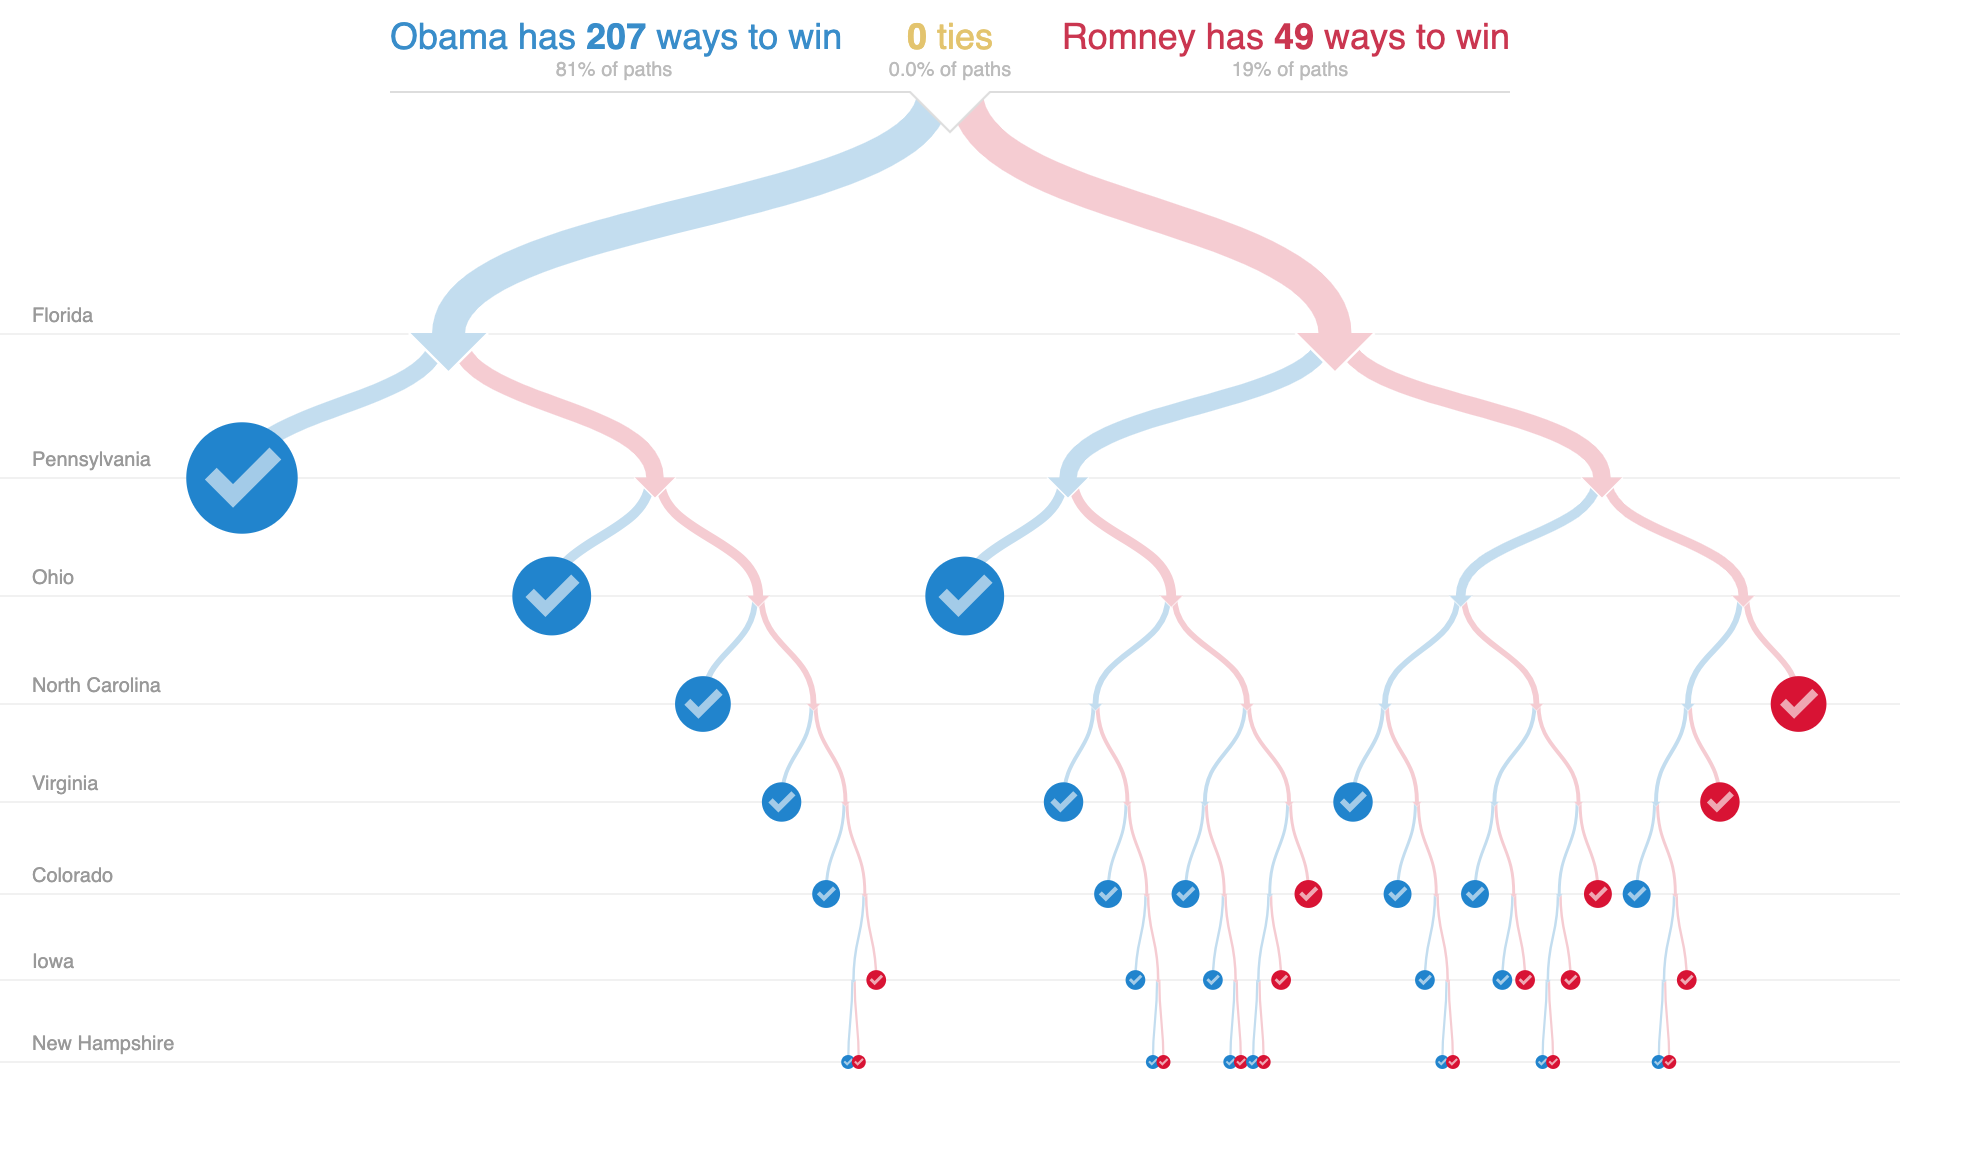 Obama has 207 ways to win
81% of paths
0 ties
0.0% of paths
Romney has 49 ways to win
19% of paths
Florida
Pennsylvania
Ohio
North Carolina
Virginia
Colorado
Iowa
New Hampshire